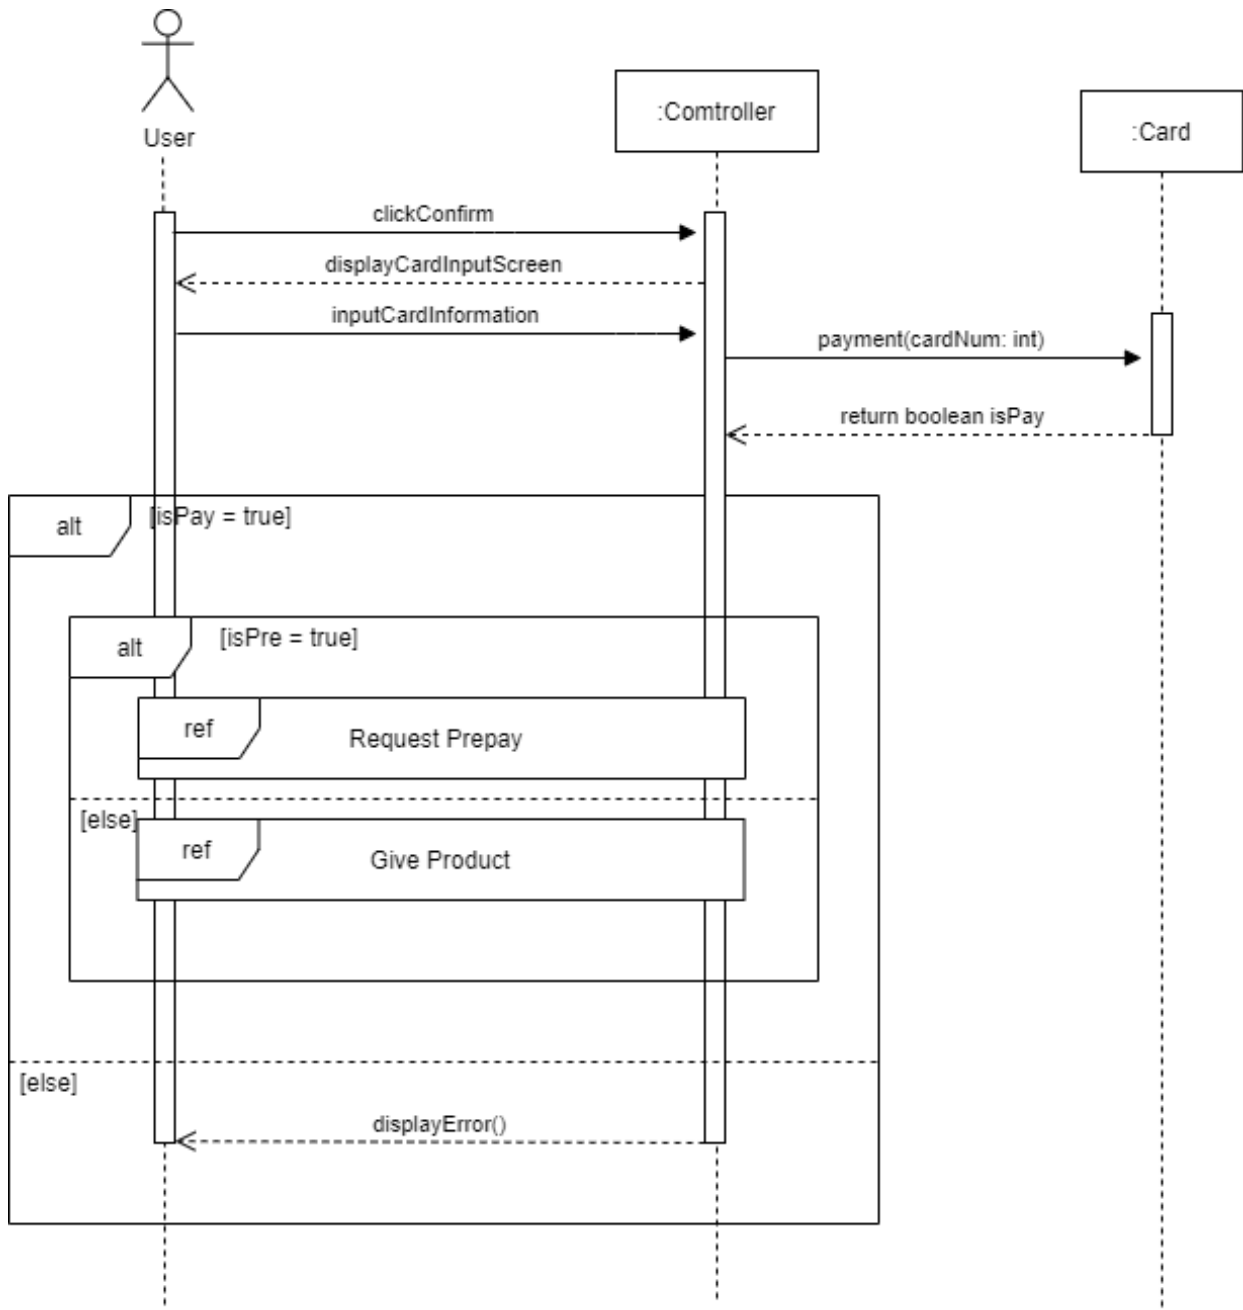 User
:Comtroller
:Card
clickConfirm
displayCardInputScreen
inputCardInformation
payment(cardNum: int)
return boolean isPay
alt
[isPay = true]
alt
[isPre = true]
ref
Request Prepay
[else]
ref
Give Product
[else]
displayError()